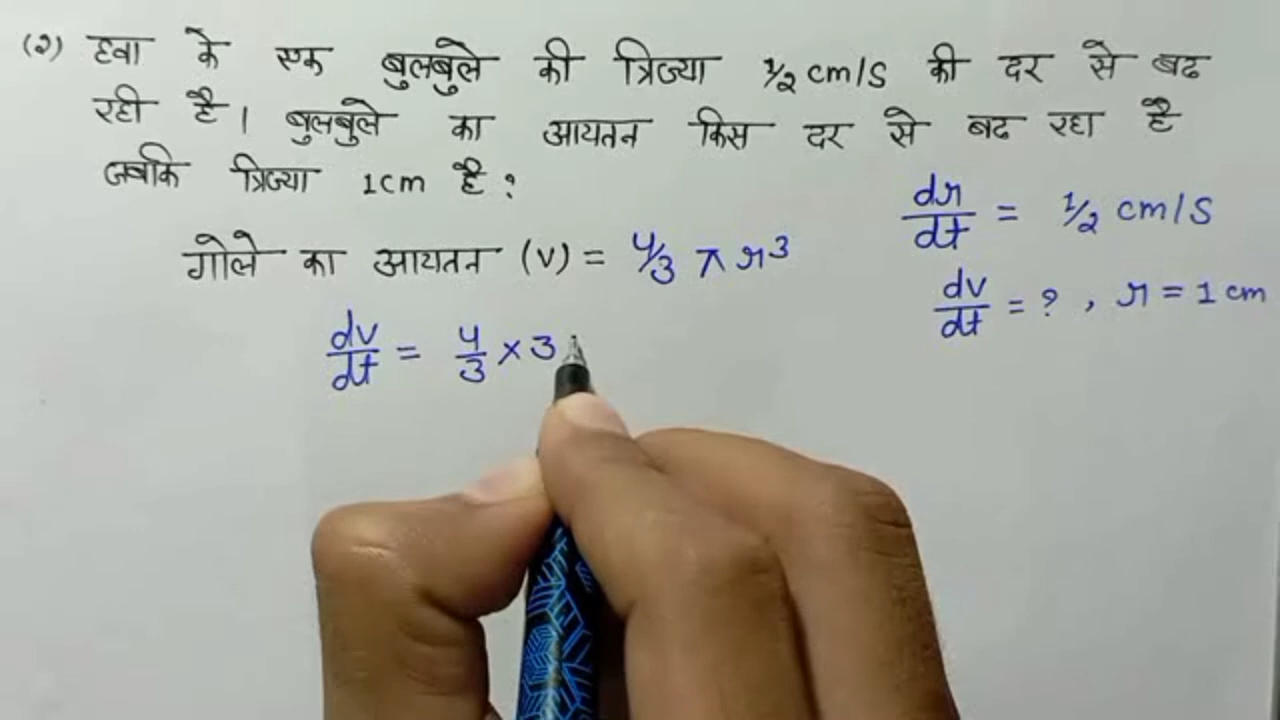 (२) हवा के एक बुलबुले की त्रिज्या 1/2 cm/s की दर से बढ
रही है। बुलबुले का आयतन किस दर से बढ रहा है
जबकि त्रिज्या 1cm है?
dr/dt = 1/2 cm/s
गोले का आयतन (v) = 4/3 π r³
dv/dt = ?, r = 1 cm
dv/dt = 4/3 × 3